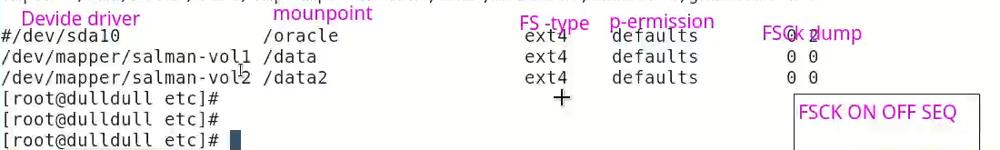 Devide driver mounpoint FS -type p-ermission FSCk dump
#/dev/sda10 /oracle ext4 defaults 0 2
/dev/mapper/salman-vol1 /data ext4 defaults 0 0
/dev/mapper/salman-vol2 /data2 ext4 defaults 0 0
[root@dulldull etc]#
FSCK ON OFF SEQ
[root@dulldull etc]#
[root@dulldull etc]#